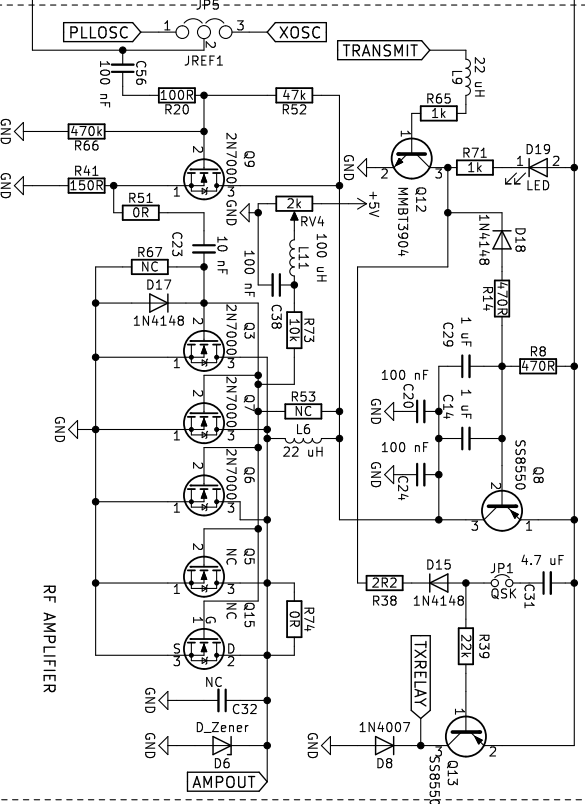 JP5
PLLOSC
1
3
XOSC
2
JREF1
TRANSMIT
C56
100 nF
100R
R20
47k
R52
22 uH
L9
R65
1k
GND
470k
R66
2N7000
Q9
2
1
3
GND
R41
150R
R51
0R
GND
1
2
3
Q12
MMBT3904
R71
1k
D19
1
2
LED
GND
2k
RV4
+5V
C23
10 nF
R67
NC
D17
1N4148
100 nF
C38
L11
100 uH
R73
10k
1N4148
D18
470R
R14
2N7000
Q3
2
1
3
C29
1 uF
R8
470R
2N7000
Q7
2
1
3
R53
NC
L6
22 uH
100 nF
C20
GND
C14
1 uF
GND
100 nF
C24
GND
2N7000
Q6
2
1
3
SS8550
Q8
2
3
1
NC
Q5
2
1
3
R74
0R
2R2
R38
D15
1N4148
JP1
QSK
4.7 uF
C31
NC
Q15
G
1
S
3
D
2
RF AMPLIFIER
R39
22k
TXRELAY
GND
NC
C32
GND
D_Zener
D6
AMPOUT
GND
1N4007
D8
1
3
2
Q13
SS8550